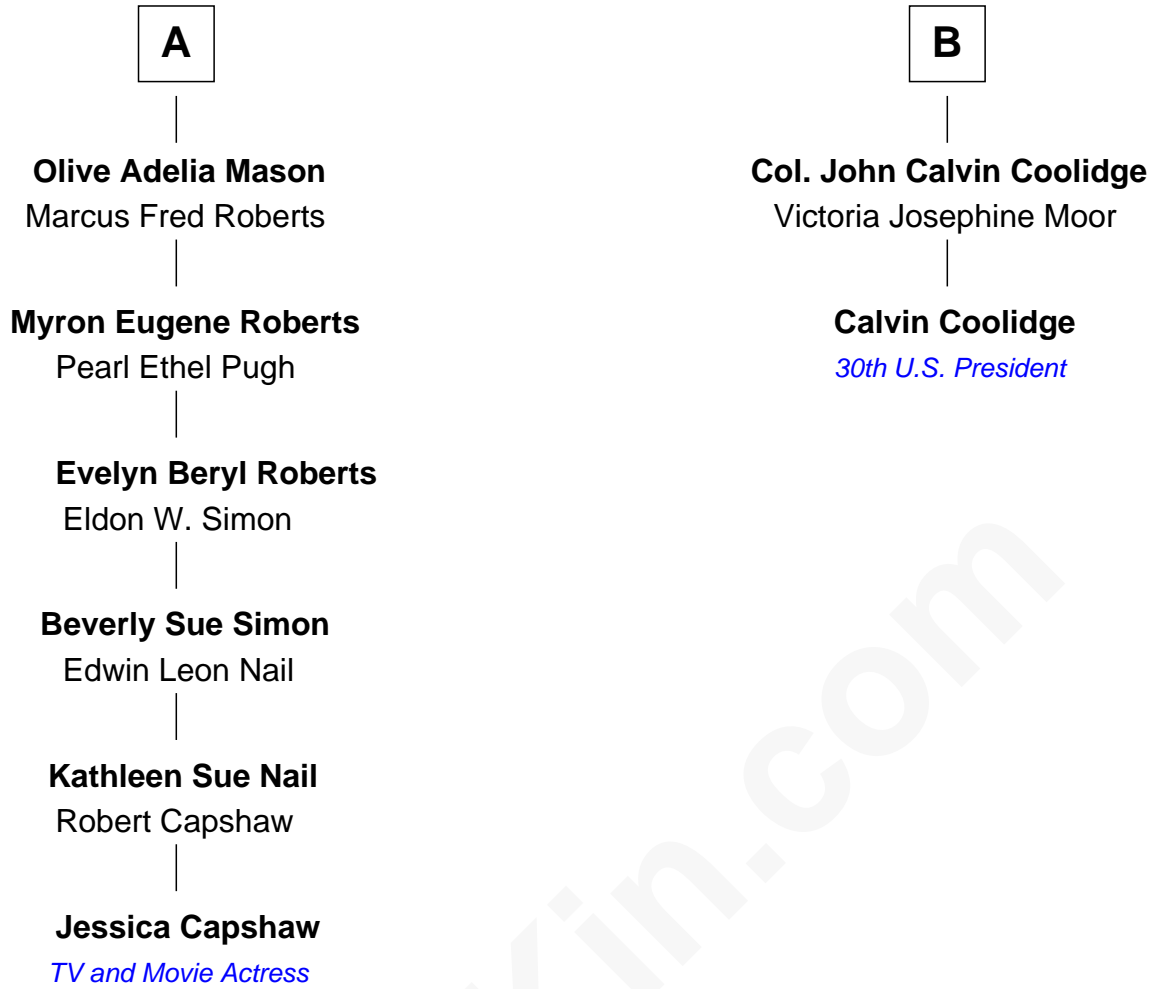 A
Olive Adelia Mason
Marcus Fred Roberts
Myron Eugene Roberts
Pearl Ethel Pugh
Evelyn Beryl Roberts
Eldon W. Simon
Beverly Sue Simon
Edwin Leon Nail
Kathleen Sue Nail
Robert Capshaw
Jessica Capshaw
TV and Movie Actress
B
Col. John Calvin Coolidge
Victoria Josephine Moor
Calvin Coolidge
30th U.S. President
Kin.com